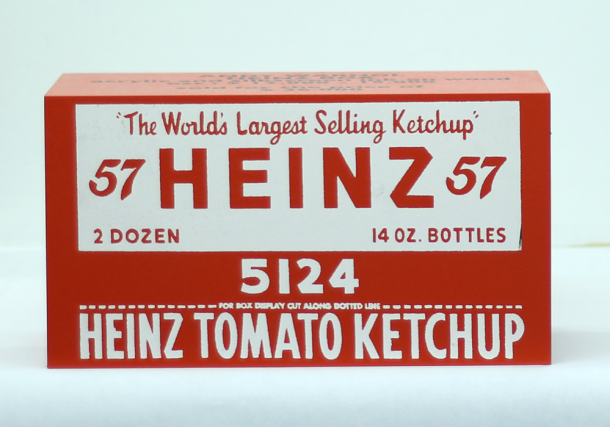 "The World's Largest Selling Ketchup"
57 HEINZ 57
2 DOZEN 14 OZ. BOTTLES
5124
FOR BOX DISPLAY CUT ALONG DOTTED LINE
HEINZ TOMATO KETCHUP